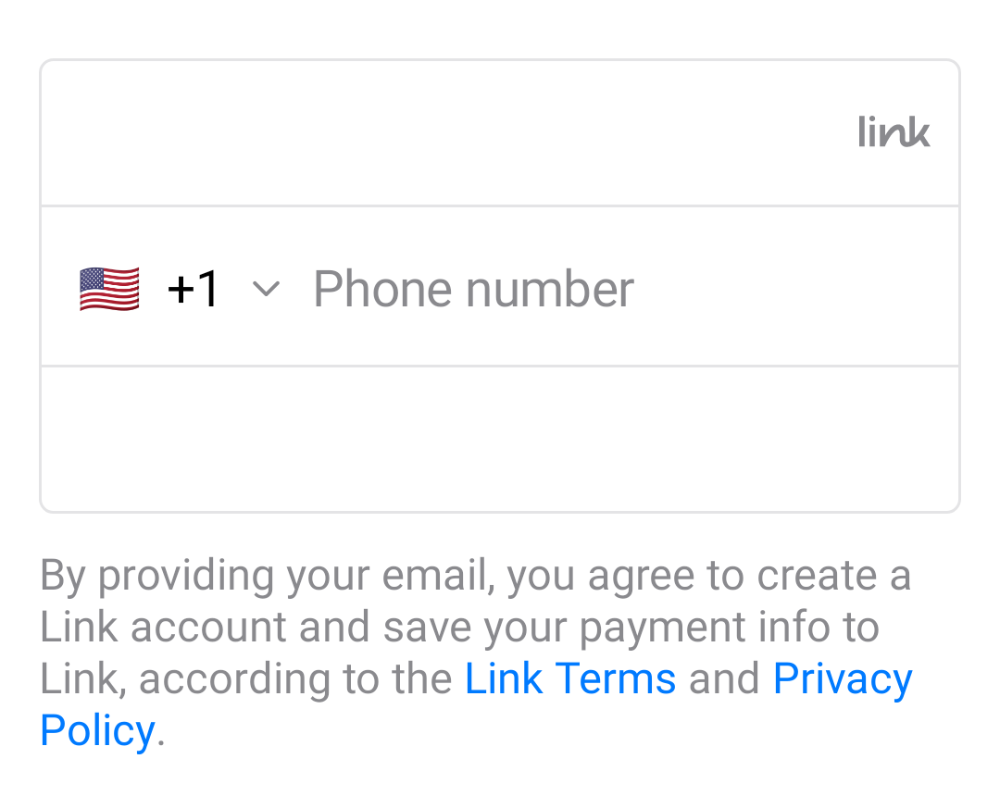 link
+1 Phone number
By providing your email, you agree to create a
Link account and save your payment info to
Link, according to the Link Terms and Privacy
Policy.